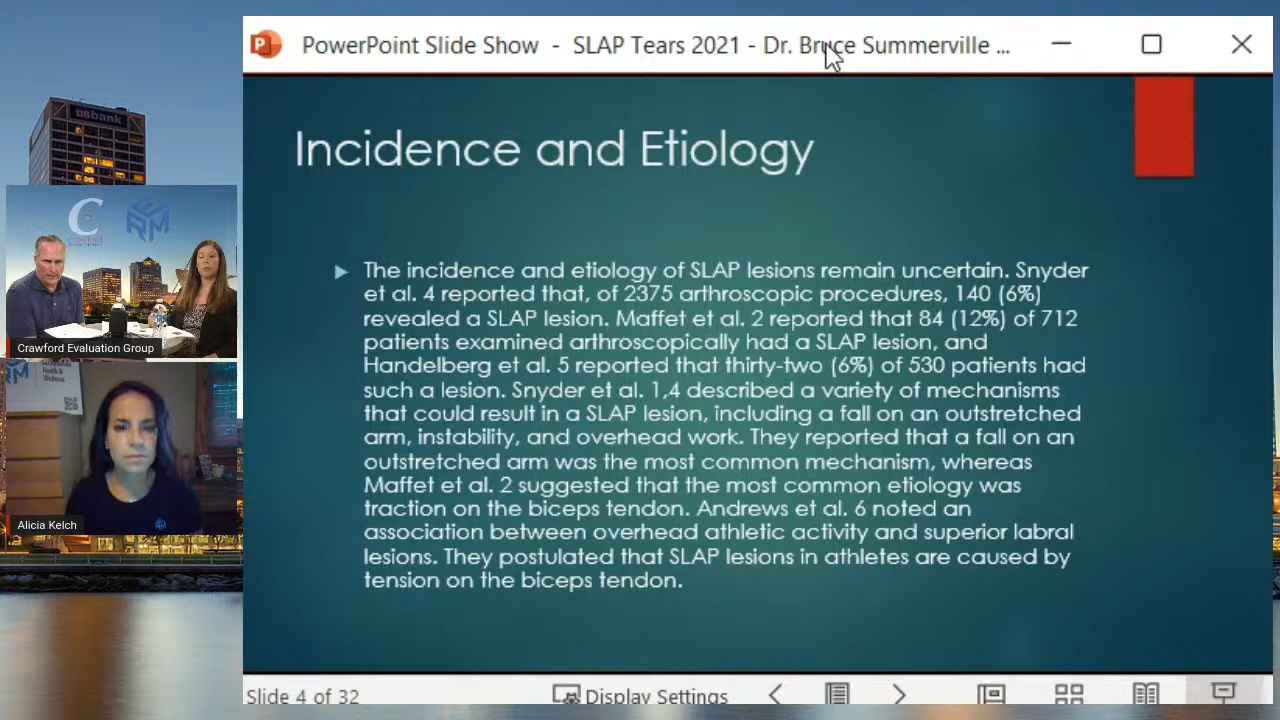 PowerPoint Slide Show - SLAP Tears 2021 - Dr. Bruce Summerville ...
Incidence and Etiology
The incidence and etiology of SLAP lesions remain uncertain. Snyder
et al. 4 reported that, of 2375 arthroscopic procedures, 140 (6%)
revealed a SLAP lesion. Maffet et al. 2 reported that 84 (12%) of 712
patients examined arthroscopically had a SLAP lesion, and
Handelberg et al. 5 reported that thirty-two (6%) of 530 patients had
such a lesion. Snyder et al. 1,4 described a variety of mechanisms
that could result in a SLAP lesion, including a fall on an outstretched
arm, instability, and overhead work. They reported that a fall on an
outstretched arm was the most common mechanism, whereas
Maffet et al. 2 suggested that the most common etiology was
traction on the biceps tendon. Andrews et al. 6 noted an
association between overhead athletic activity and superior labral
lesions. They postulated that SLAP lesions in athletes are caused by
tension on the biceps tendon.
Slide 4 of 32
Display Settings
usbank
C
ERM
Crawford Evaluation Group
Health &
Wellness
Alicia Kelch